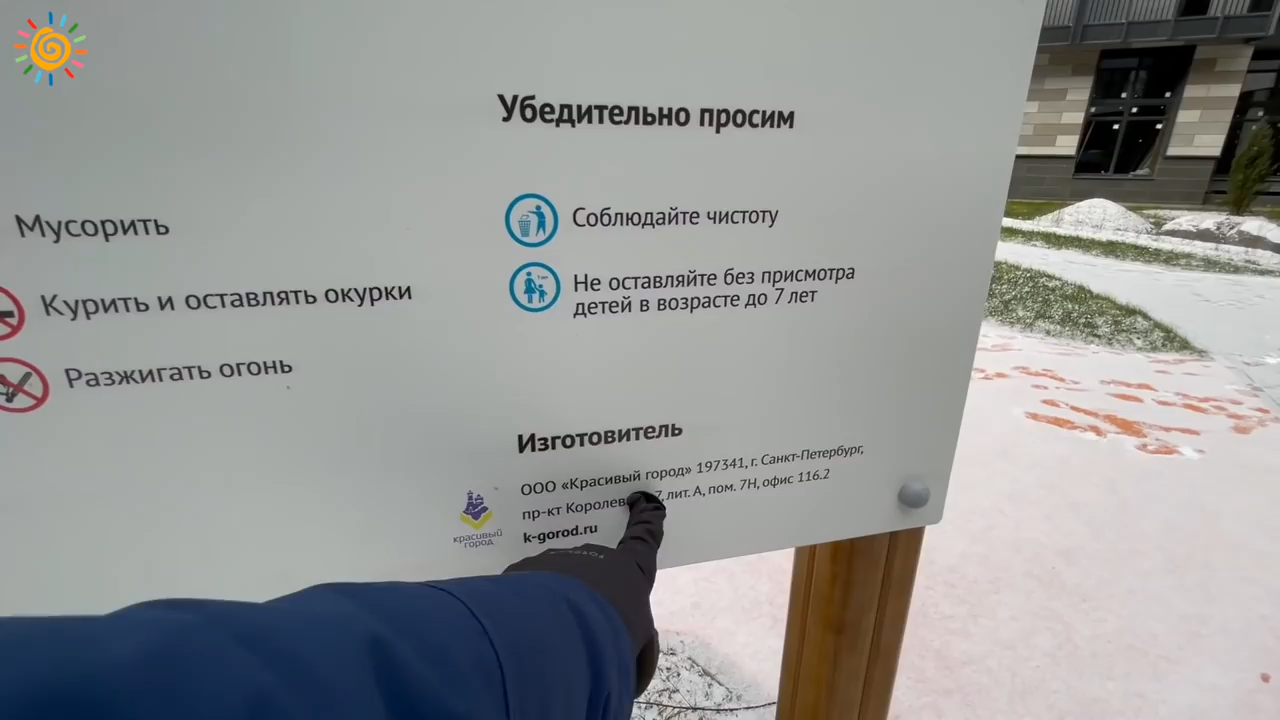 Убедительно просим
Мусорить
Курить и оставлять окурки
Разжигать огонь
Соблюдайте чистоту
Не оставляйте без присмотра
детей в возрасте до 7 лет
Изготовитель
ООО «Красивый город» 197341, г. Санкт-Петербург,
пр-кт лит. А, пом. 7Н, офис 116.2
k-gorod.ru
красивый
город